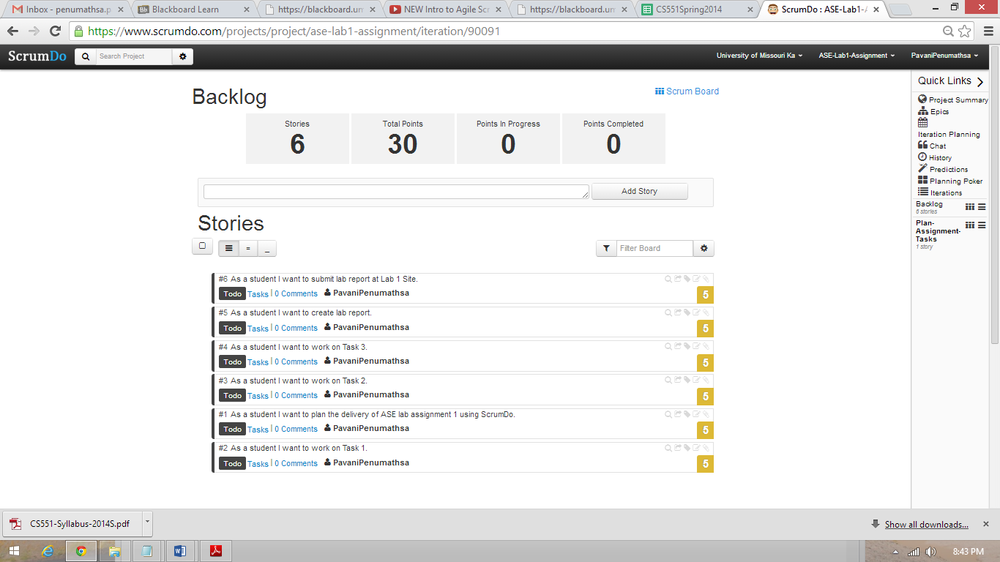 Inbox - penumathsa.p
Blackboard Learn
https://blackboard.um
NEW Intro to Agile Scr
https://blackboard.um
CS551Spring2014
ScrumDo : ASE-Lab1-A
https://www.scrumdo.com/projects/project/ase-lab1-assignment/iteration/90091
ScrumDo
Search Project
University of Missouri Ka
ASE-Lab1-Assignment
PavaniPenumathsa
Backlog
Scrum Board
Stories
6
Total Points
30
Points In Progress
0
Points Completed
0
Add Story
Stories
Filter Board
#6 As a student I want to submit lab report at Lab 1 Site.
Todo Tasks | 0 Comments PavaniPenumathsa 5
#5 As a student I want to create lab report.
Todo Tasks | 0 Comments PavaniPenumathsa 5
#4 As a student I want to work on Task 3.
Todo Tasks | 0 Comments PavaniPenumathsa 5
#3 As a student I want to work on Task 2.
Todo Tasks | 0 Comments PavaniPenumathsa 5
#1 As a student I want to plan the delivery of ASE lab assignment 1 using ScrumDo.
Todo Tasks | 0 Comments PavaniPenumathsa 5
#2 As a student I want to work on Task 1.
Todo Tasks | 0 Comments PavaniPenumathsa 5
Quick Links
Project Summary
Epics
Iteration Planning
Chat
History
Predictions
Planning Poker
Iterations
Backlog
6 stories
Plan-
Assignment-
Tasks
1 story
CS551-Syllabus-2014S.pdf
Show all downloads...
8:43 PM